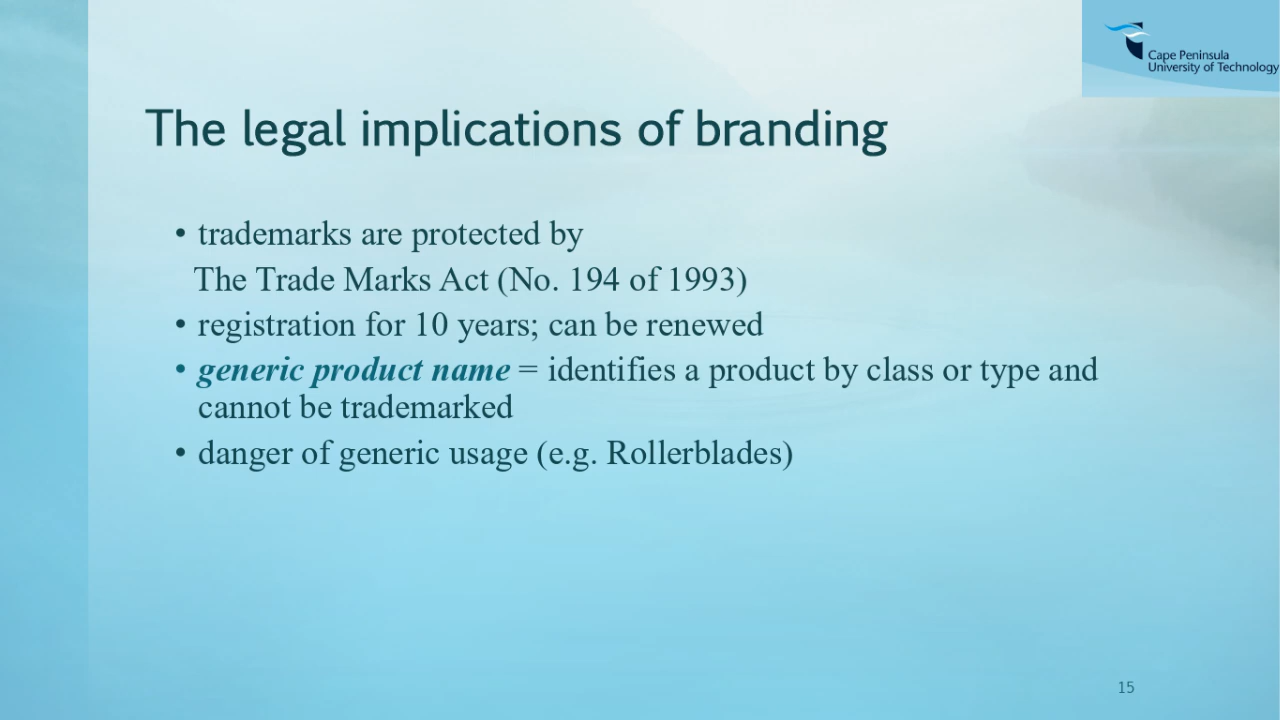 Cape Peninsula
University of Technology
The legal implications of branding
• trademarks are protected by
The Trade Marks Act (No. 194 of 1993)
• registration for 10 years; can be renewed
• generic product name = identifies a product by class or type and
cannot be trademarked
• danger of generic usage (e.g. Rollerblades)
15